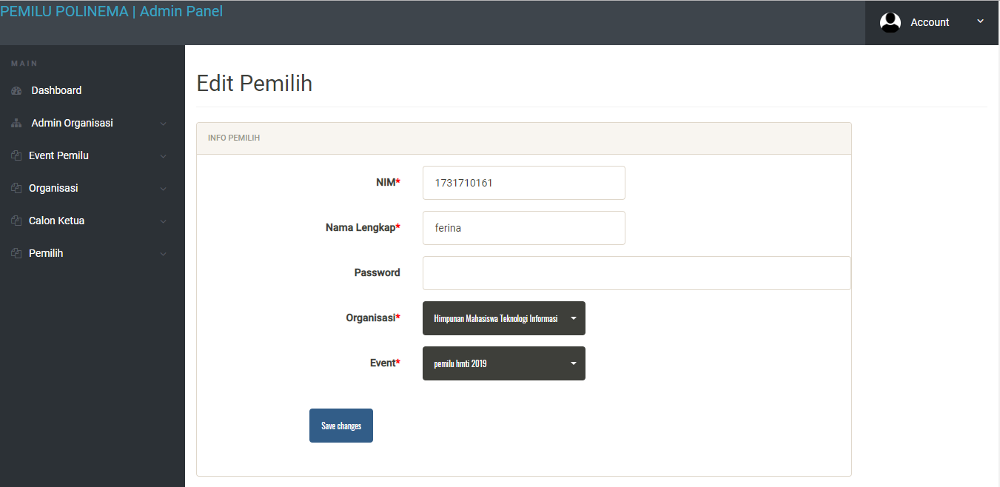 PEMILU POLINEMA | Admin Panel
Account
MAIN
Dashboard
Admin Organisasi
Event Pemilu
Organisasi
Calon Ketua
Pemilih
Edit Pemilih
INFO PEMILIH
NIM* 1731710161
Nama Lengkap* ferina
Password
Organisasi* Himpunan Mahasiswa Teknologi Informasi
Event* pemilu hmti 2019
Save changes